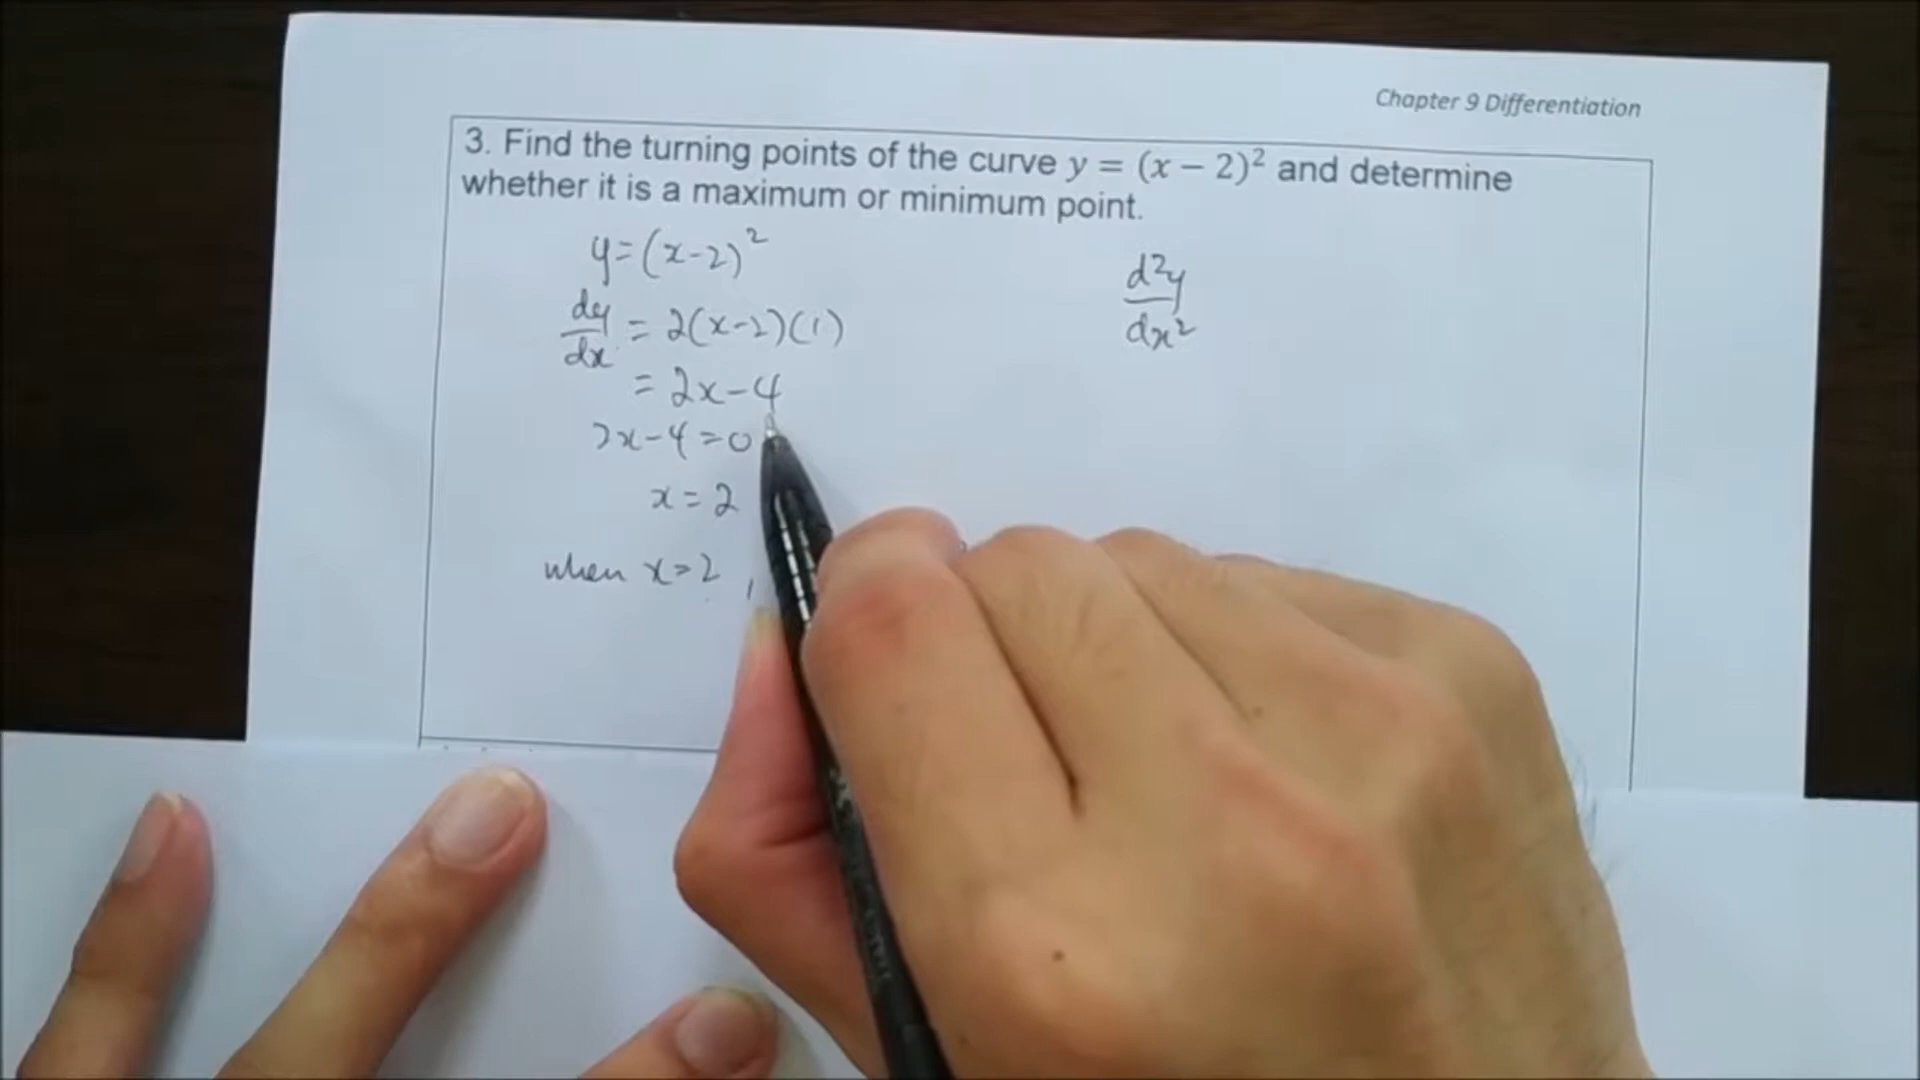 Chapter 9 Differentiation
3. Find the turning points of the curve y = (x − 2)² and determine
whether it is a maximum or minimum point.
y=(x-2)²
dy/dx = 2(x-2)(1)
= 2x-4
2x-4=0
x=2
when x=2,
d²y/dx²